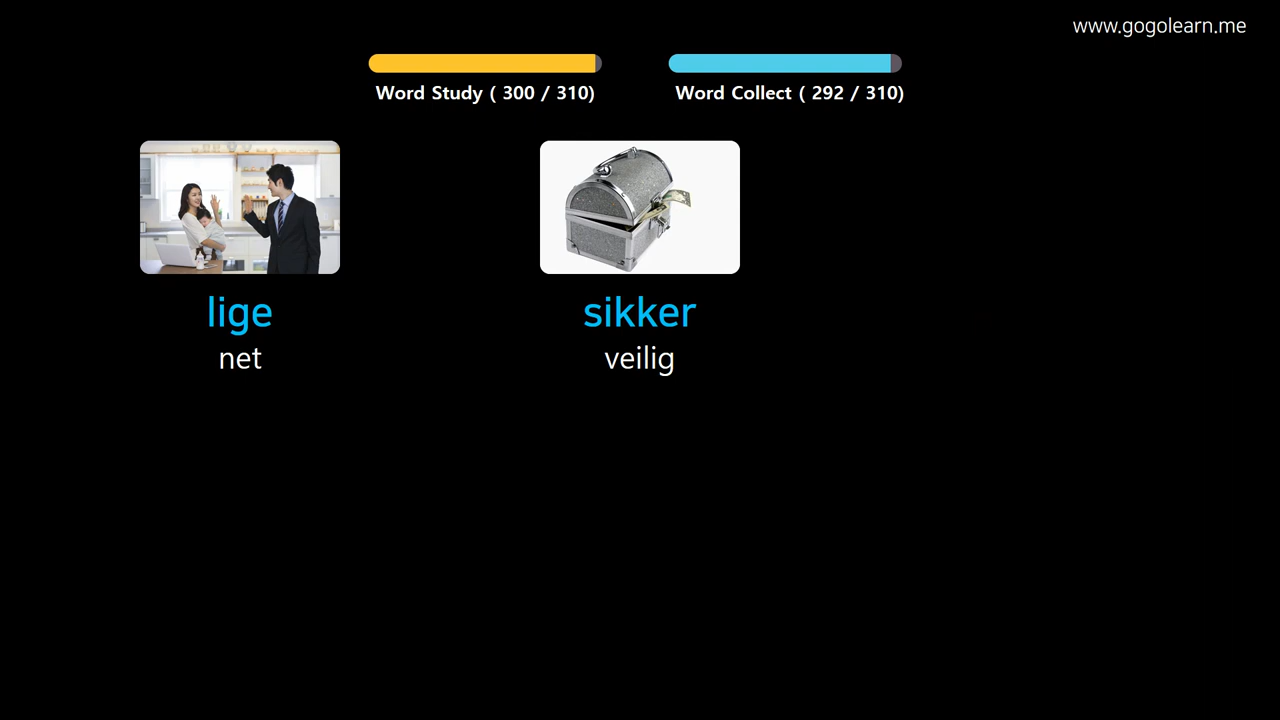 www.gogolearn.me
Word Study ( 300 / 310)
Word Collect ( 292 / 310)
lige
net
sikker
veilig